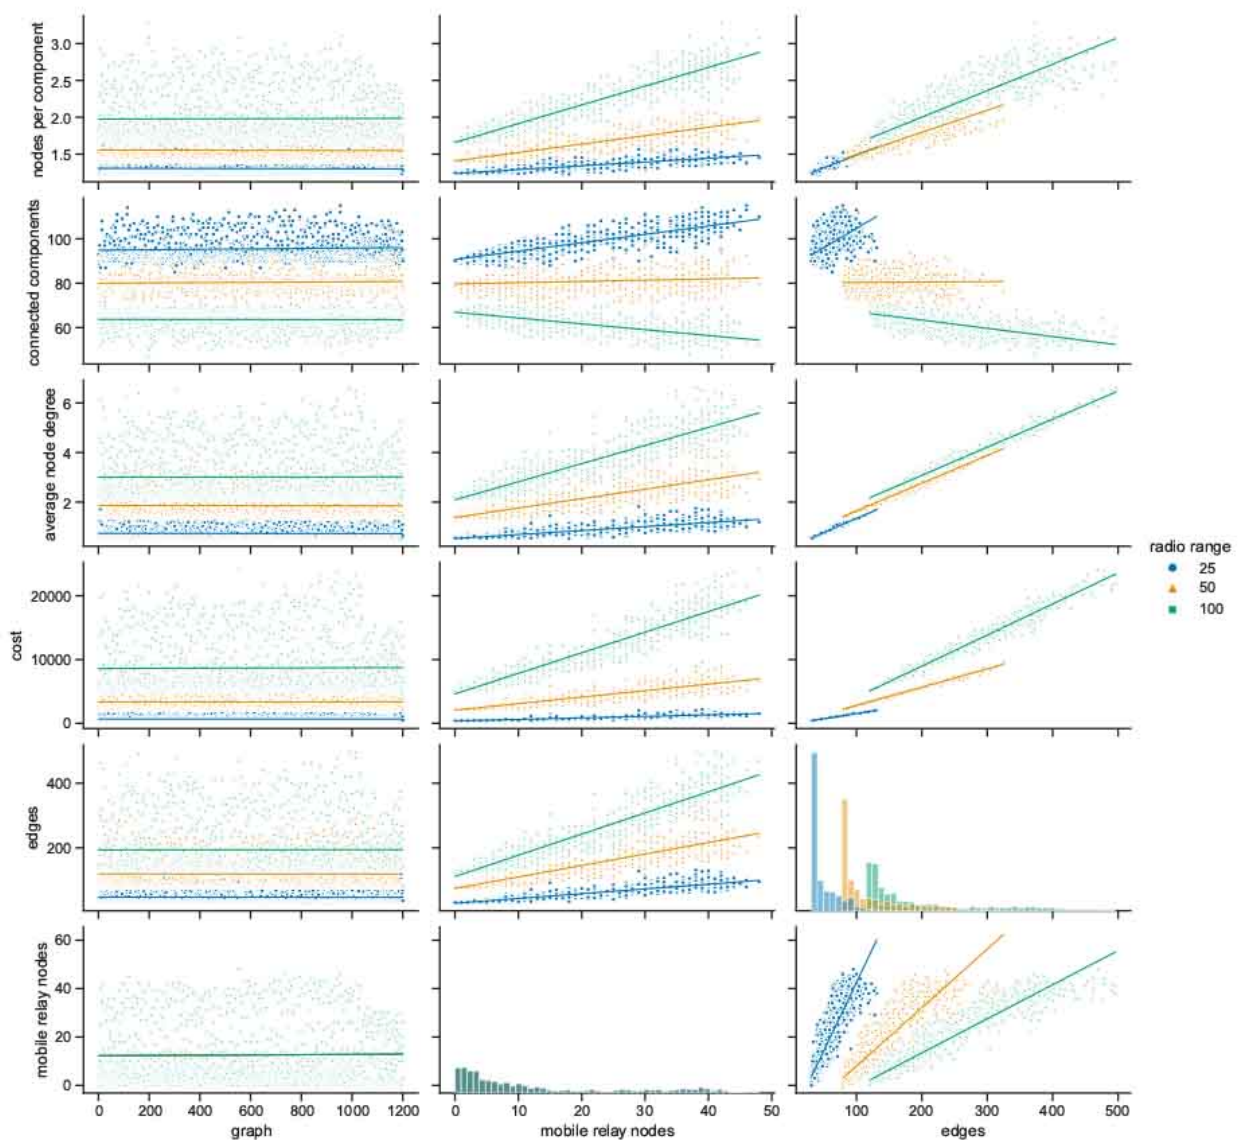 nodes per component
3.0
2.5
2.0
1.5
connected components
100
80
60
average node degree
6
4
2
cost
20000
10000
0
edges
400
200
mobile relay nodes
60
40
20
0
0 200 400 600 800 1000 1200
graph
0 10 20 30 40 50
mobile relay nodes
100 200 300 400 500
edges
radio range
25
50
100